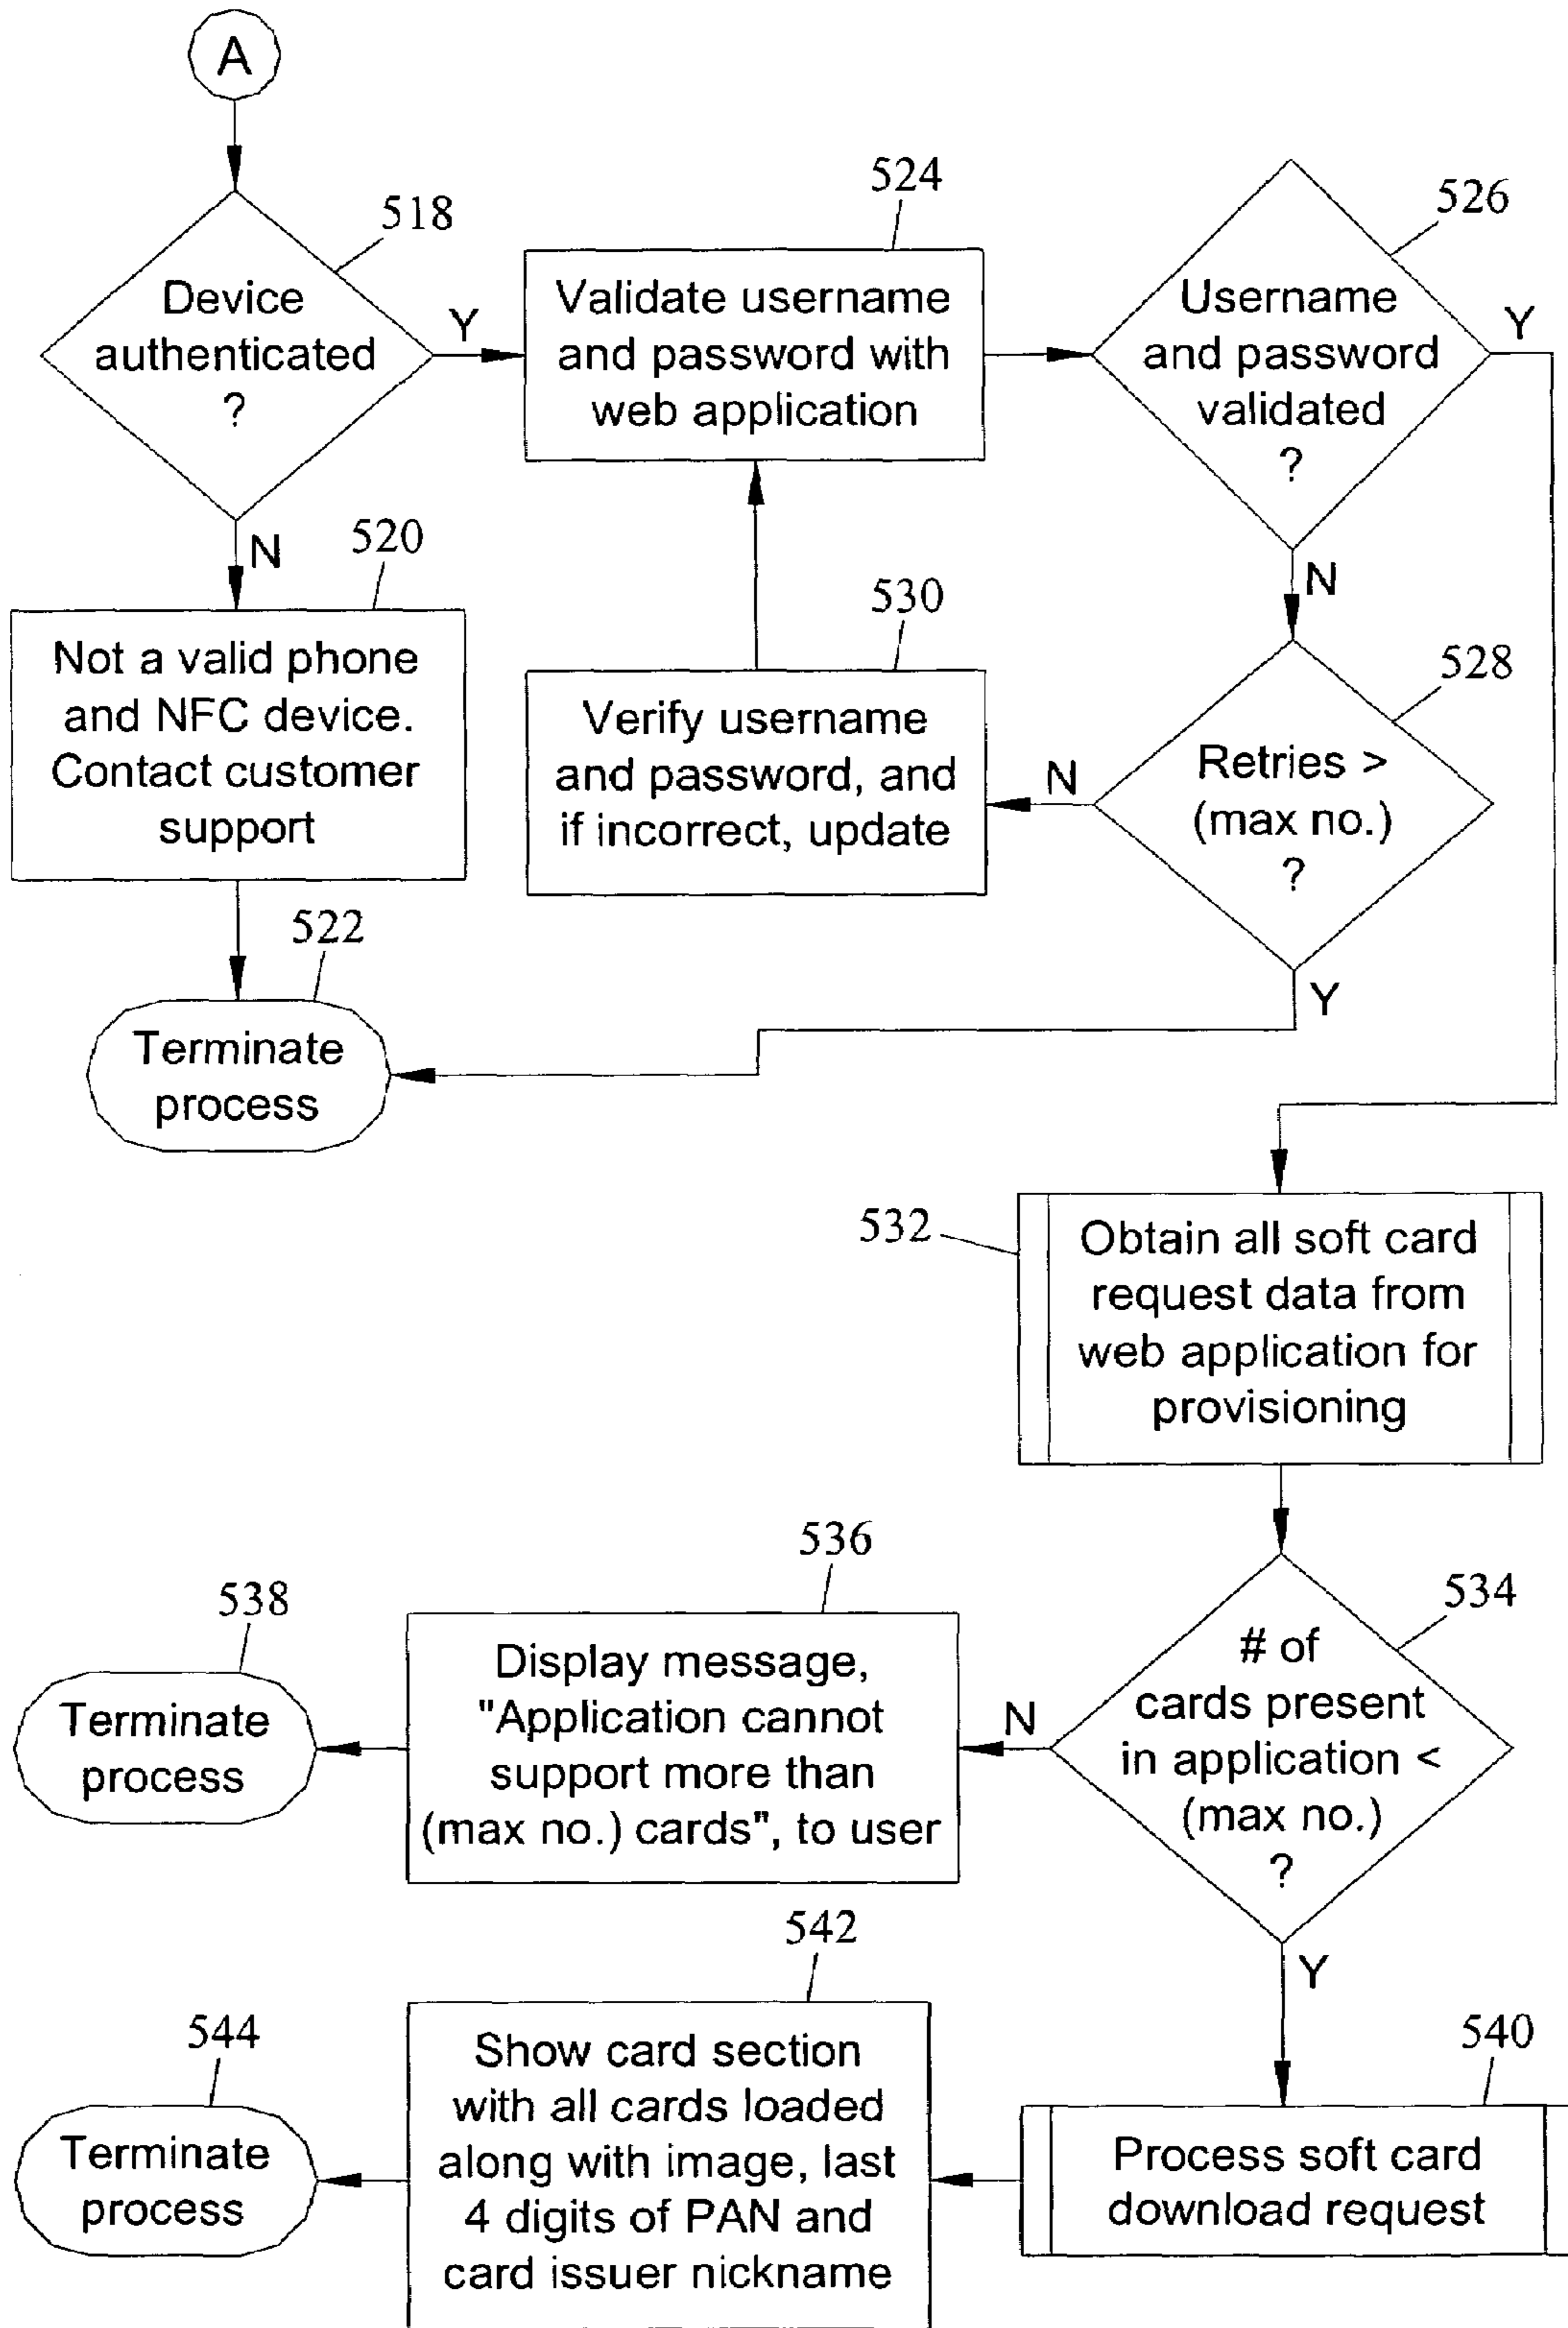 A
518
Device
authenticated
?
Y
N
524
Validate username
and password with
web application
526
Username
and password
validated
?
Y
N
520
Not a valid phone
and NFC device.
Contact customer
support
530
Verify username
and password, and
if incorrect, update
528
Retries >
(max no.)
?
N
Y
522
Terminate
process
532
Obtain all soft card
request data from
web application for
provisioning
534
# of
cards present
in application <
(max no.)
?
N
Y
536
Display message,
"Application cannot
support more than
(max no.) cards", to user
538
Terminate
process
540
Process soft card
download request
542
Show card section
with all cards loaded
along with image, last
4 digits of PAN and
card issuer nickname
544
Terminate
process